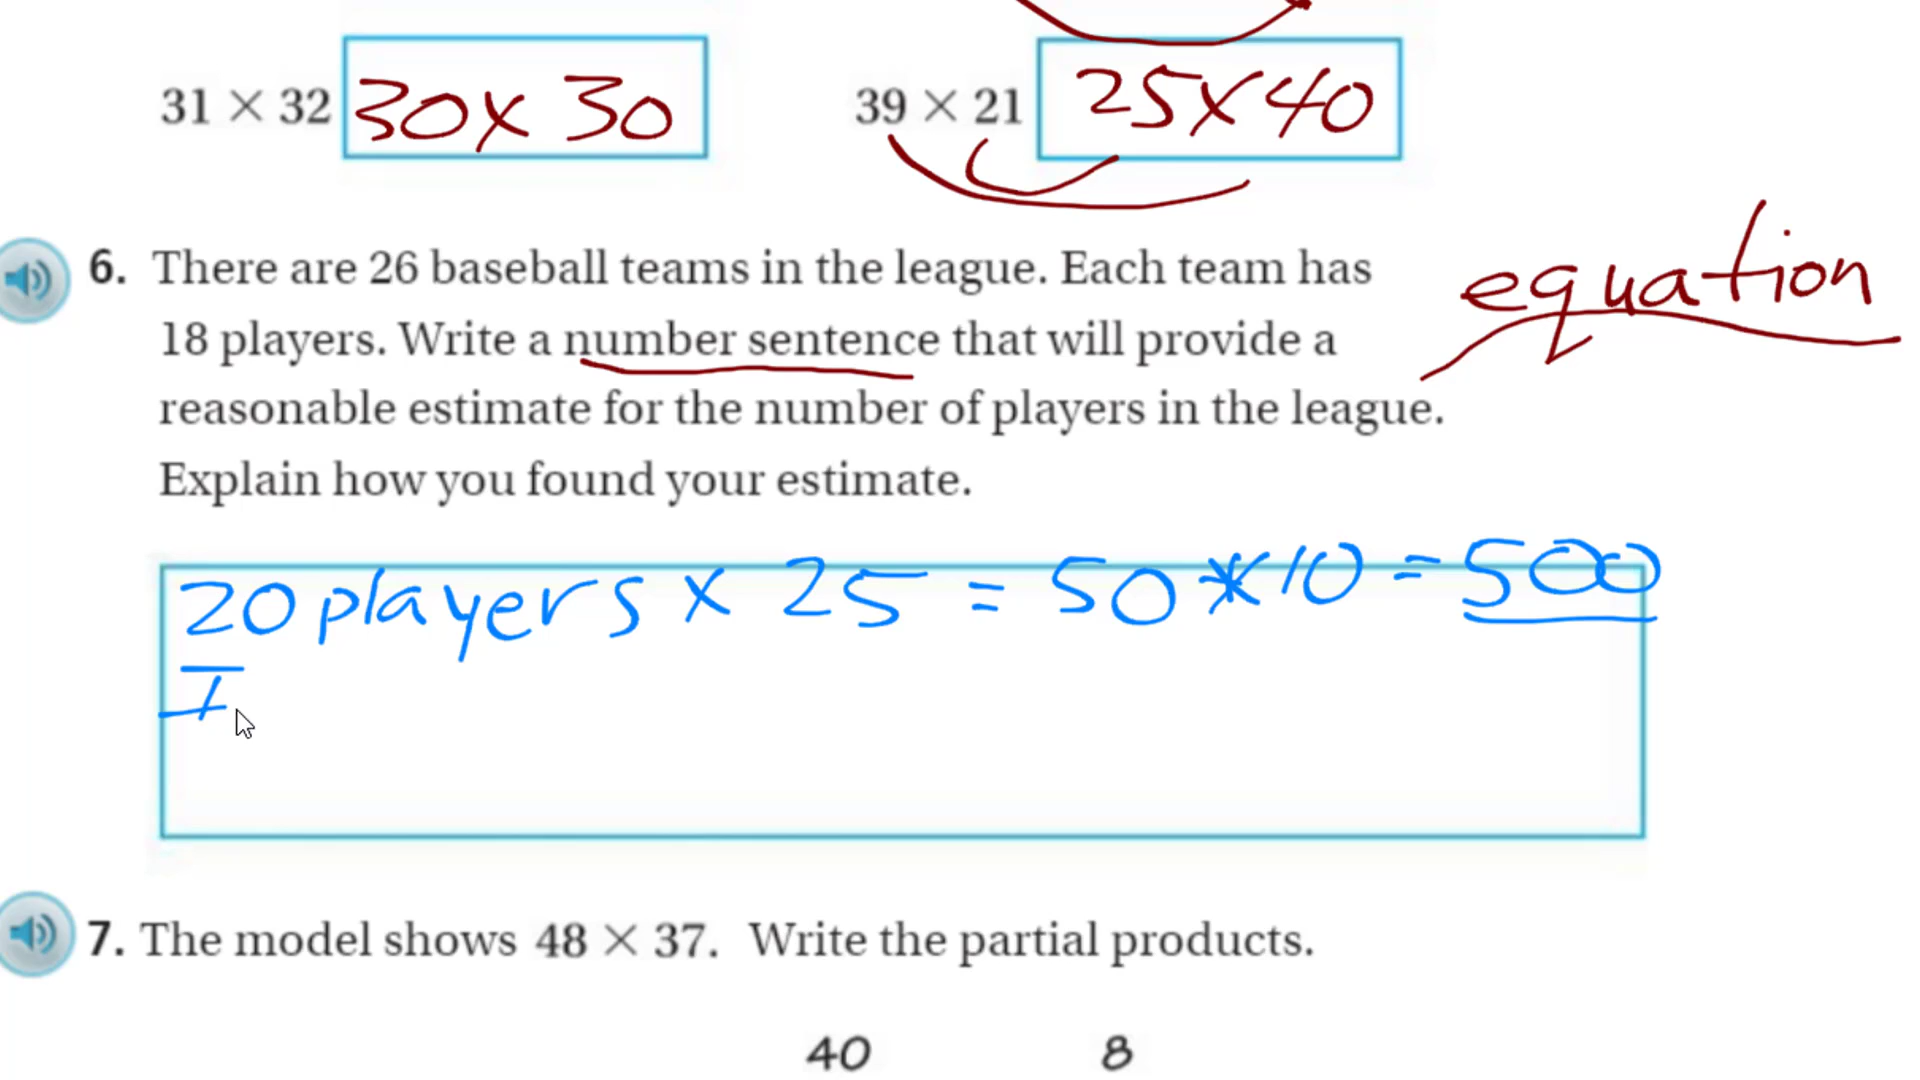 31 × 32 30 x 30 39 × 21 25 x 40
6. There are 26 baseball teams in the league. Each team has
18 players. Write a number sentence that will provide a
equation
reasonable estimate for the number of players in the league.
Explain how you found your estimate.
20 players x 25 = 50 * 10 = 500
I
7. The model shows 48 × 37. Write the partial products.
40 8